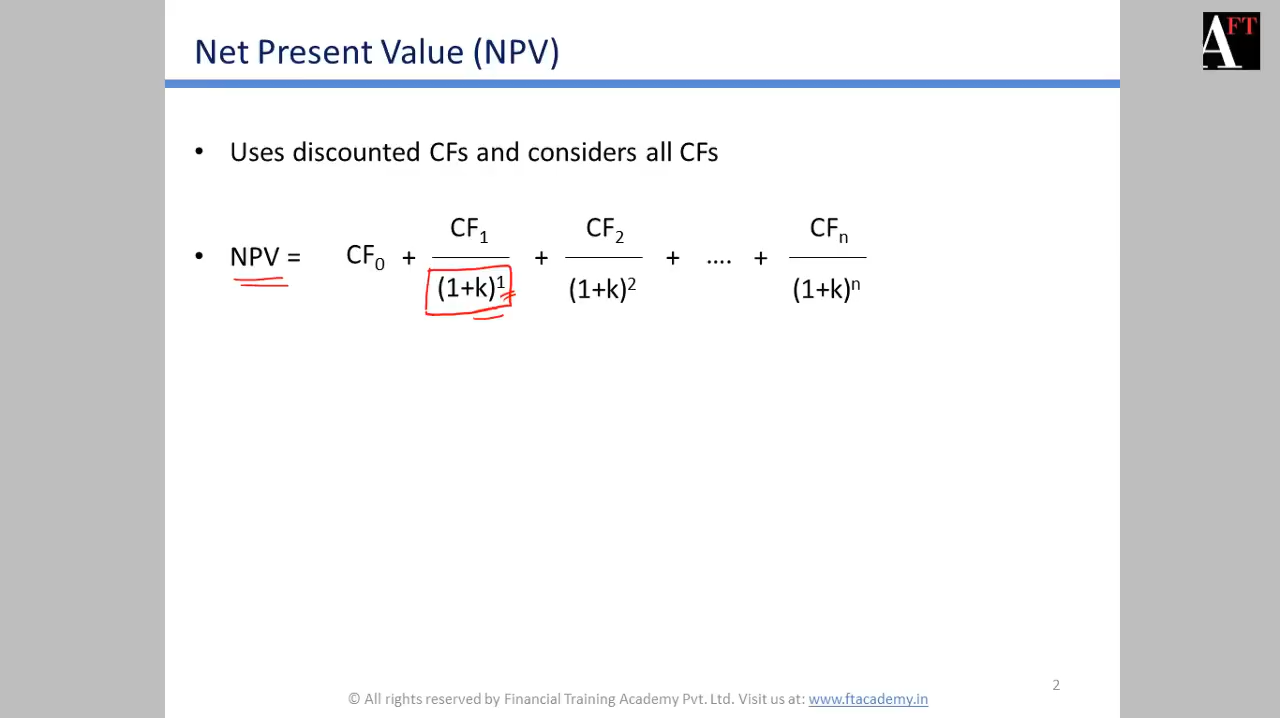 Net Present Value (NPV)
AFT
• Uses discounted CFs and considers all CFs
• NPV = CF₀ + CF₁/(1+k)¹ + CF₂/(1+k)² + .... + CFₙ/(1+k)ⁿ
2
© All rights reserved by Financial Training Academy Pvt. Ltd. Visit us at: www.ftacademy.in